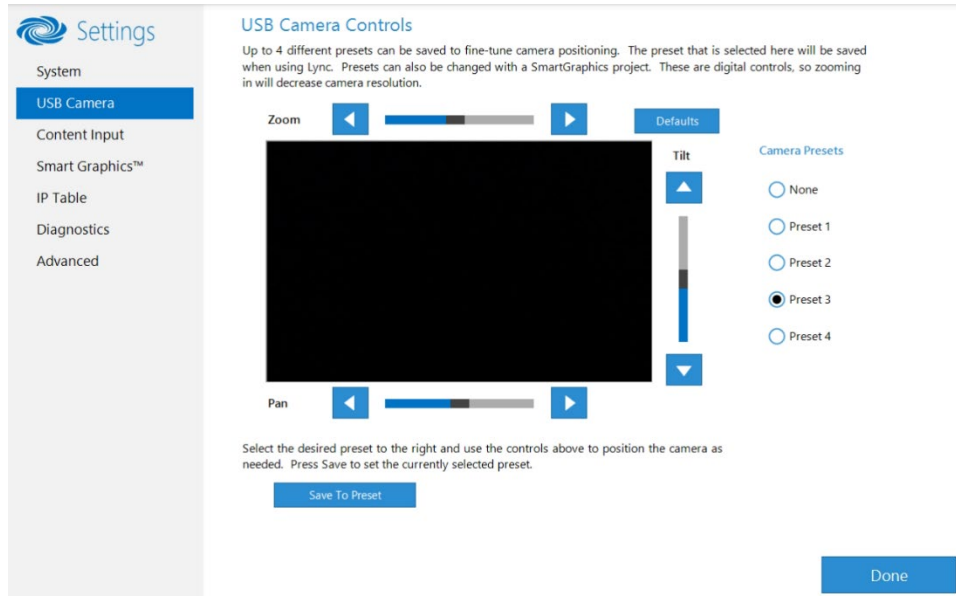 Settings
System
USB Camera
Content Input
Smart Graphics™
IP Table
Diagnostics
Advanced
USB Camera Controls
Up to 4 different presets can be saved to fine-tune camera positioning. The preset that is selected here will be saved
when using Lync. Presets can also be changed with a SmartGraphics project. These are digital controls, so zooming
in will decrease camera resolution.
Zoom
Defaults
Tilt
Camera Presets
None
Preset 1
Preset 2
Preset 3
Preset 4
Pan
Select the desired preset to the right and use the controls above to position the camera as
needed. Press Save to set the currently selected preset.
Save To Preset
Done